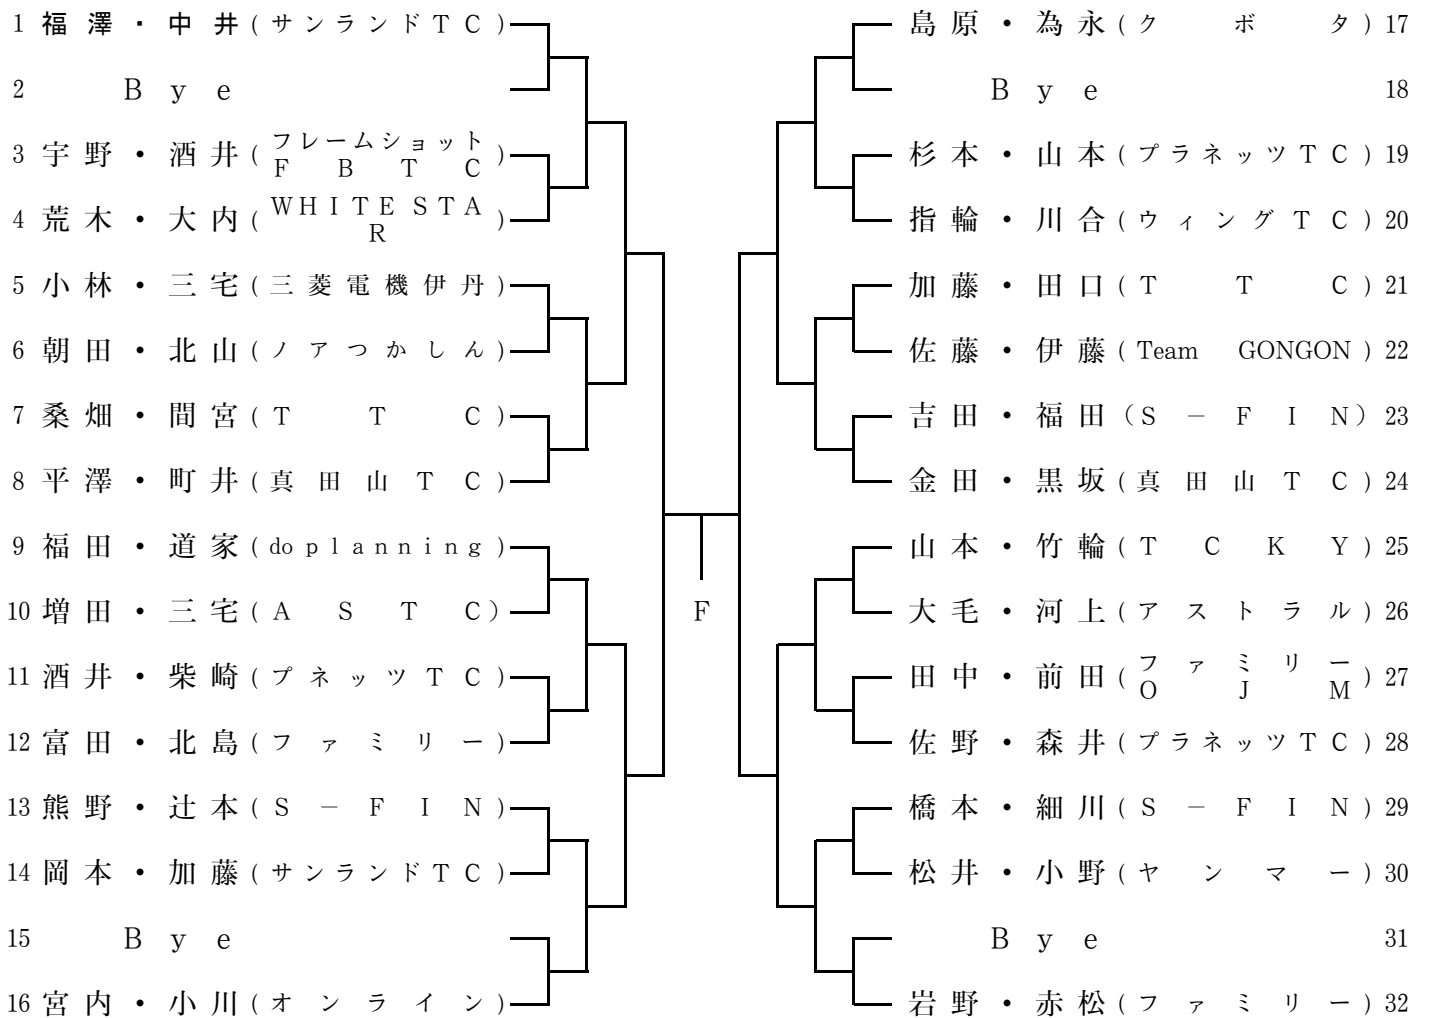 1 福澤・中井(サンランドTC)
2 Bye
3 宇野・酒井(フレームショットFBTC)
4 荒木・大内(WHITE STAR)
5 小林・三宅(三菱電機伊丹)
6 朝田・北山(ノアつかしん)
7 桑畑・間宮(TTC)
8 平澤・町井(真田山TC)
9 福田・道家(do planning)
10 増田・三宅(ASTC)
11 酒井・柴崎(プネッツTC)
12 富田・北島(ファミリー)
13 熊野・辻本(S－FIN)
14 岡本・加藤(サンランドTC)
15 Bye
16 宮内・小川(オンライン)
F
島原・為永(クボタ) 17
Bye 18
杉本・山本(プラネッツTC) 19
指輪・川合(ウィングTC) 20
加藤・田口(TTC) 21
佐藤・伊藤(Team GONGON) 22
吉田・福田(S－FIN) 23
金田・黒坂(真田山TC) 24
山本・竹輪(TCKY) 25
大毛・河上(アストラル) 26
田中・前田(ファミリーOJM) 27
佐野・森井(プラネッツTC) 28
橋本・細川(S－FIN) 29
松井・小野(ヤンマー) 30
Bye 31
岩野・赤松(ファミリー) 32